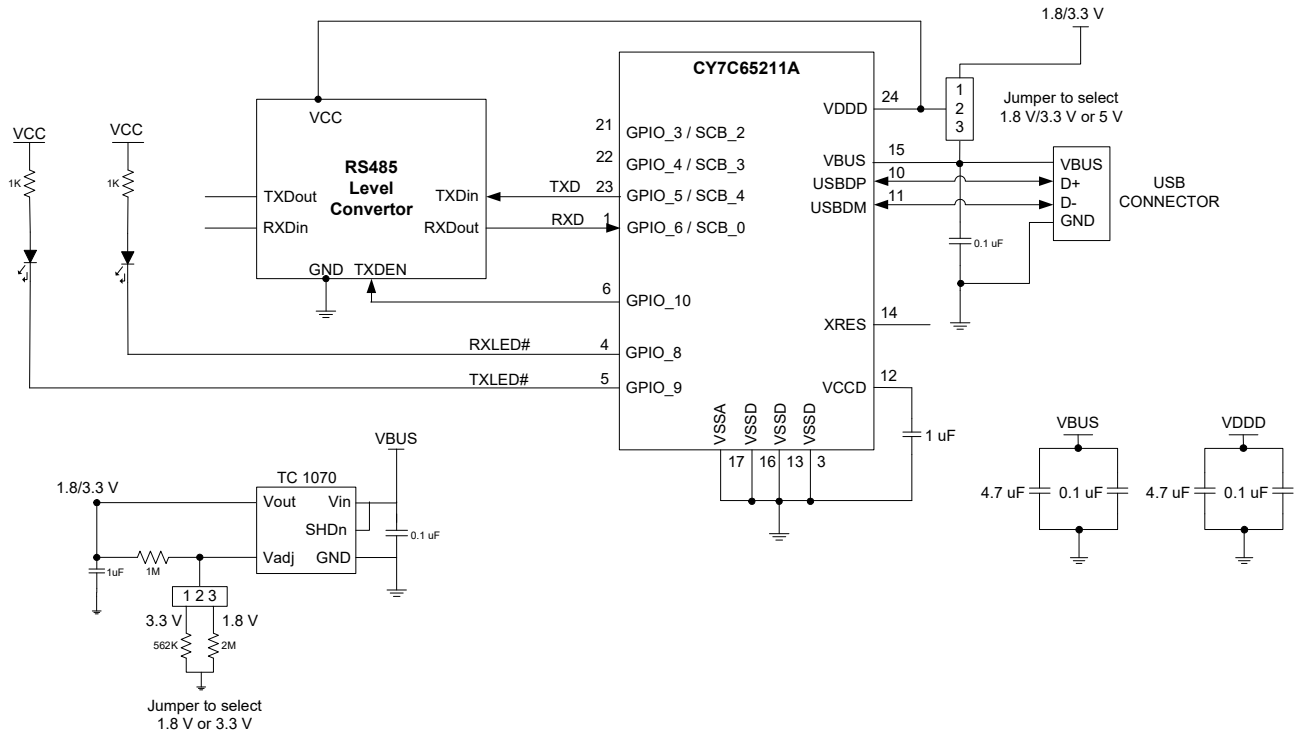 1.8/3.3 V
CY7C65211A
VDDD
24
1
2
3
Jumper to select
1.8 V/3.3 V or 5 V
VCC
RS485
Level
Convertor
TXDout
RXDin
TXDin
RXDout
GND
TXDEN
VCC
1K
VCC
1K
21
GPIO_3 / SCB_2
22
GPIO_4 / SCB_3
TXD
23
GPIO_5 / SCB_4
RXD
1
GPIO_6 / SCB_0
6
GPIO_10
RXLED#
4
GPIO_8
TXLED#
5
GPIO_9
VBUS
15
USBDP
10
USBDM
11
VBUS
D+
D-
GND
USB
CONNECTOR
0.1 uF
XRES
14
VCCD
12
1 uF
VSSA
VSSD
VSSD
VSSD
17
16
13
3
VBUS
TC 1070
1.8/3.3 V
Vout
Vin
SHDn
Vadj
GND
0.1 uF
1uF
1M
1 2 3
3.3 V
1.8 V
562K
2M
Jumper to select
1.8 V or 3.3 V
VBUS
4.7 uF
0.1 uF
VDDD
4.7 uF
0.1 uF